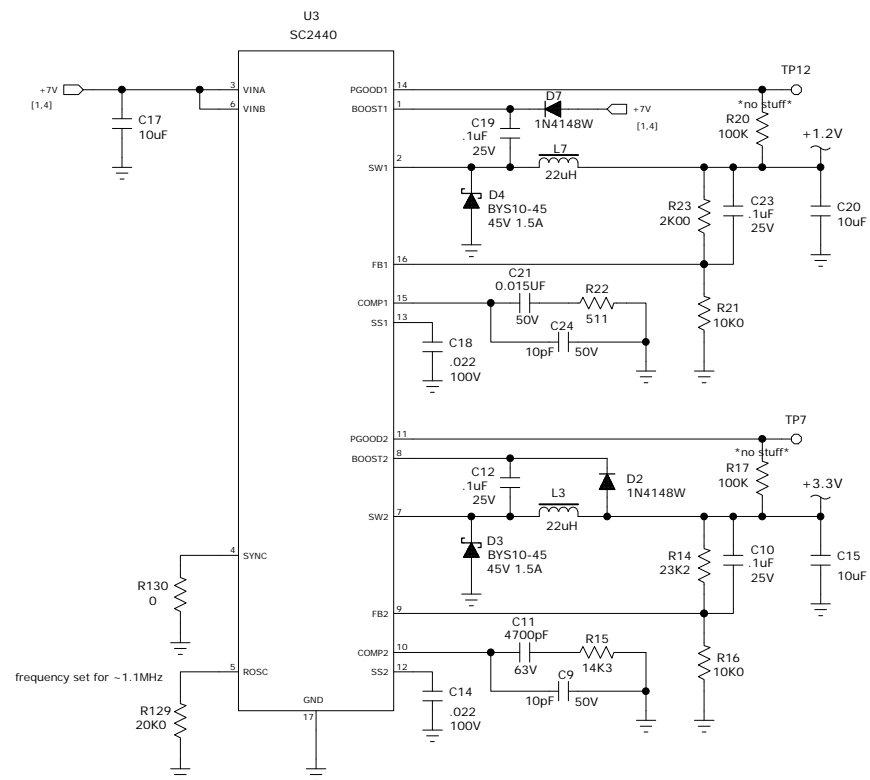 U3
SC2440
+7V
[1,4]
C17
10uF
3 VINA
6 VINB
PGOOD1 14
BOOST1 1
D7
1N4148W
+7V
[1,4]
TP12
*no stuff*
R20
100K
+1.2V
C19
.1uF
25V
L7
22uH
SW1 2
D4
BYS10-45
45V 1.5A
R23
2K00
C23
.1uF
25V
C20
10uF
FB1 16
C21
0.015UF
50V
R22
511
COMP1 15
SS1 13
C24
10pF 50V
R21
10K0
C18
.022
100V
PGOOD2 11
BOOST2 8
TP7
*no stuff*
R17
100K
+3.3V
C12
.1uF
25V
D2
1N4148W
L3
22uH
SW2 7
D3
BYS10-45
45V 1.5A
R14
23K2
C10
.1uF
25V
C15
10uF
4 SYNC
R130
0
FB2 9
C11
4700pF
63V
R15
14K3
COMP2 10
SS2 12
C9
10pF 50V
R16
10K0
C14
.022
100V
5 ROSC
frequency set for ~1.1MHz
R129
20K0
GND
17